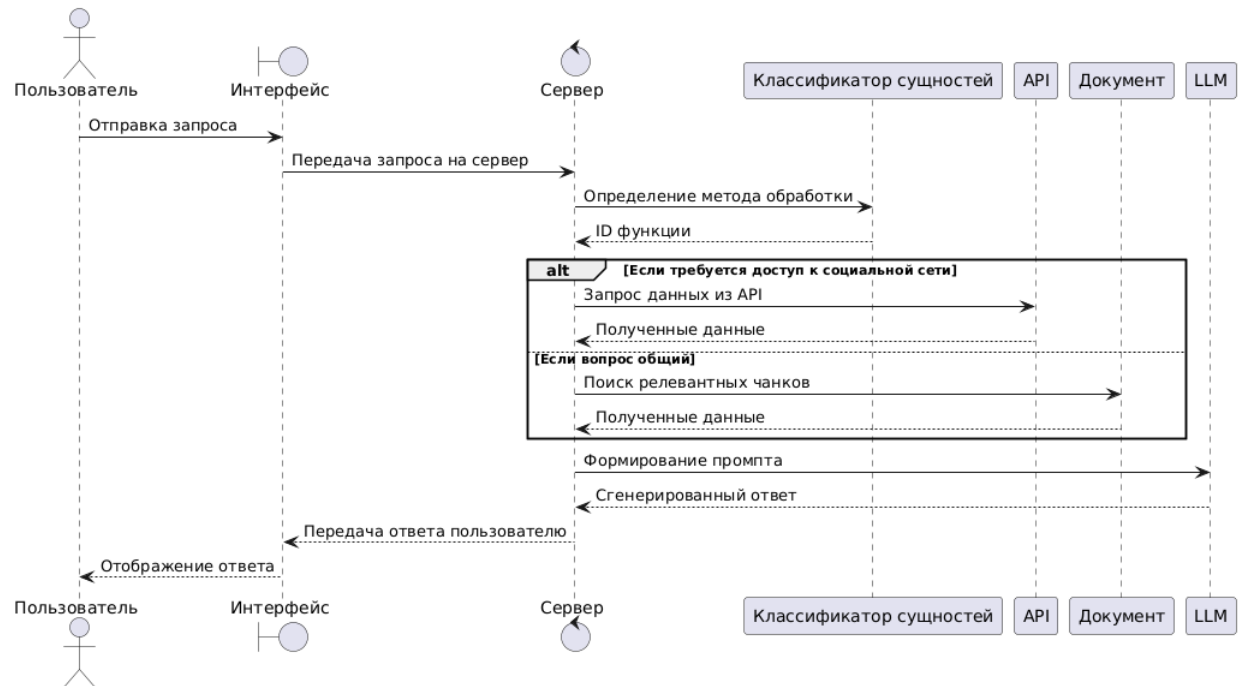 Пользователь
Интерфейс
Сервер
Классификатор сущностей
API
Документ
LLM
Отправка запроса
Передача запроса на сервер
Определение метода обработки
ID функции
alt
[Если требуется доступ к социальной сети]
Запрос данных из API
Полученные данные
[Если вопрос общий]
Поиск релевантных чанков
Полученные данные
Формирование промпта
Сгенерированный ответ
Передача ответа пользователю
Отображение ответа
Пользователь
Интерфейс
Сервер
Классификатор сущностей
API
Документ
LLM